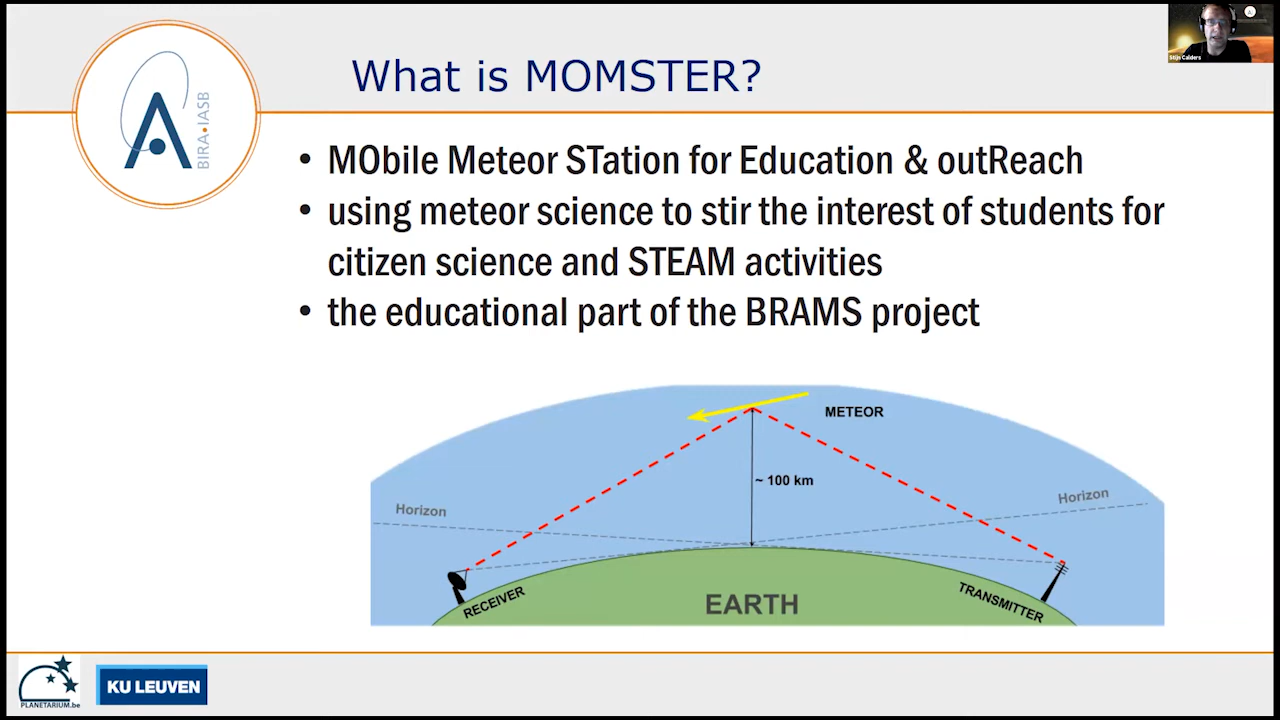 What is MOMSTER?
BIRA•IASB
Stijn Calders
• MObile Meteor STation for Education & outReach
• using meteor science to stir the interest of students for
citizen science and STEAM activities
• the educational part of the BRAMS project
METEOR
~ 100 km
Horizon
Horizon
RECEIVER
EARTH
TRANSMITTER
PLANETARIUM.be
KU LEUVEN